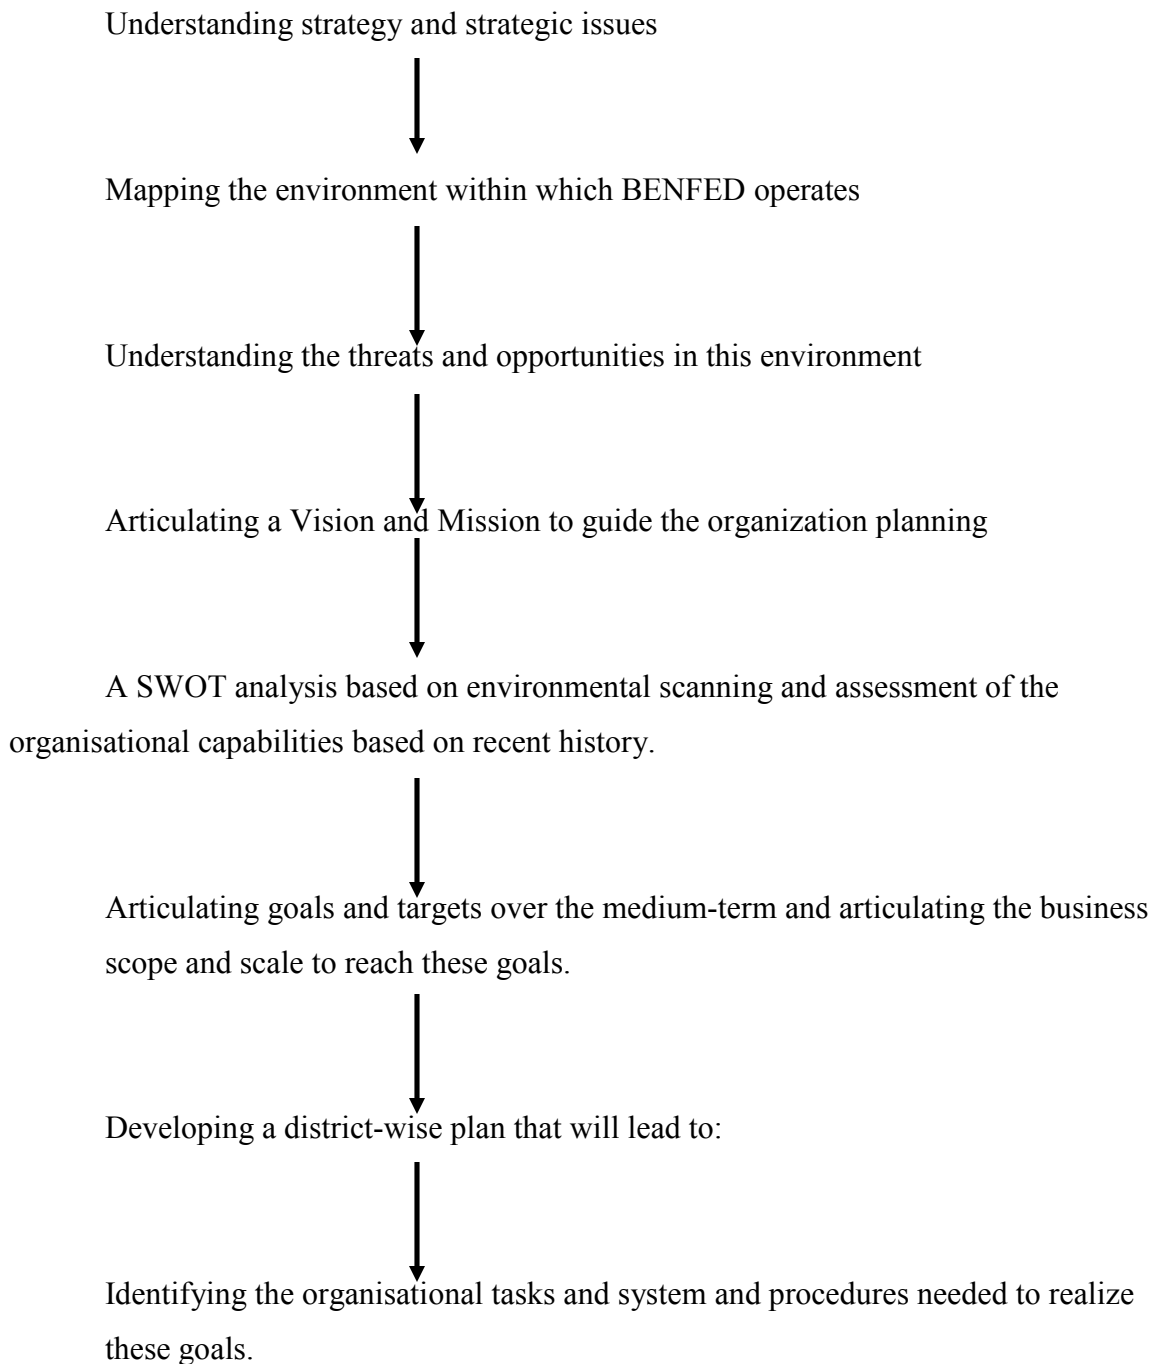 Understanding strategy and strategic issues
Mapping the environment within which BENFED operates
Understanding the threats and opportunities in this environment
Articulating a Vision and Mission to guide the organization planning
A SWOT analysis based on environmental scanning and assessment of the
organisational capabilities based on recent history.
Articulating goals and targets over the medium-term and articulating the business
scope and scale to reach these goals.
Developing a district-wise plan that will lead to:
Identifying the organisational tasks and system and procedures needed to realize
these goals.